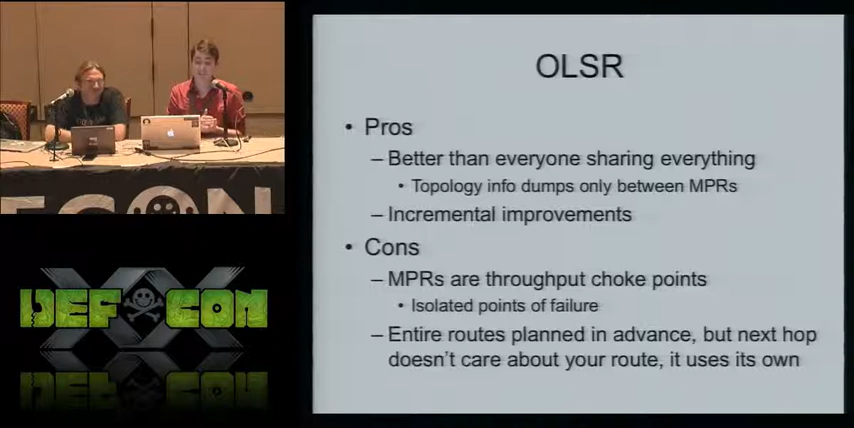 OLSR
• Pros
– Better than everyone sharing everything
• Topology info dumps only between MPRs
– Incremental improvements
• Cons
– MPRs are throughput choke points
• Isolated points of failure
– Entire routes planned in advance, but next hop
doesn't care about your route, it uses its own
XX
DEF CON